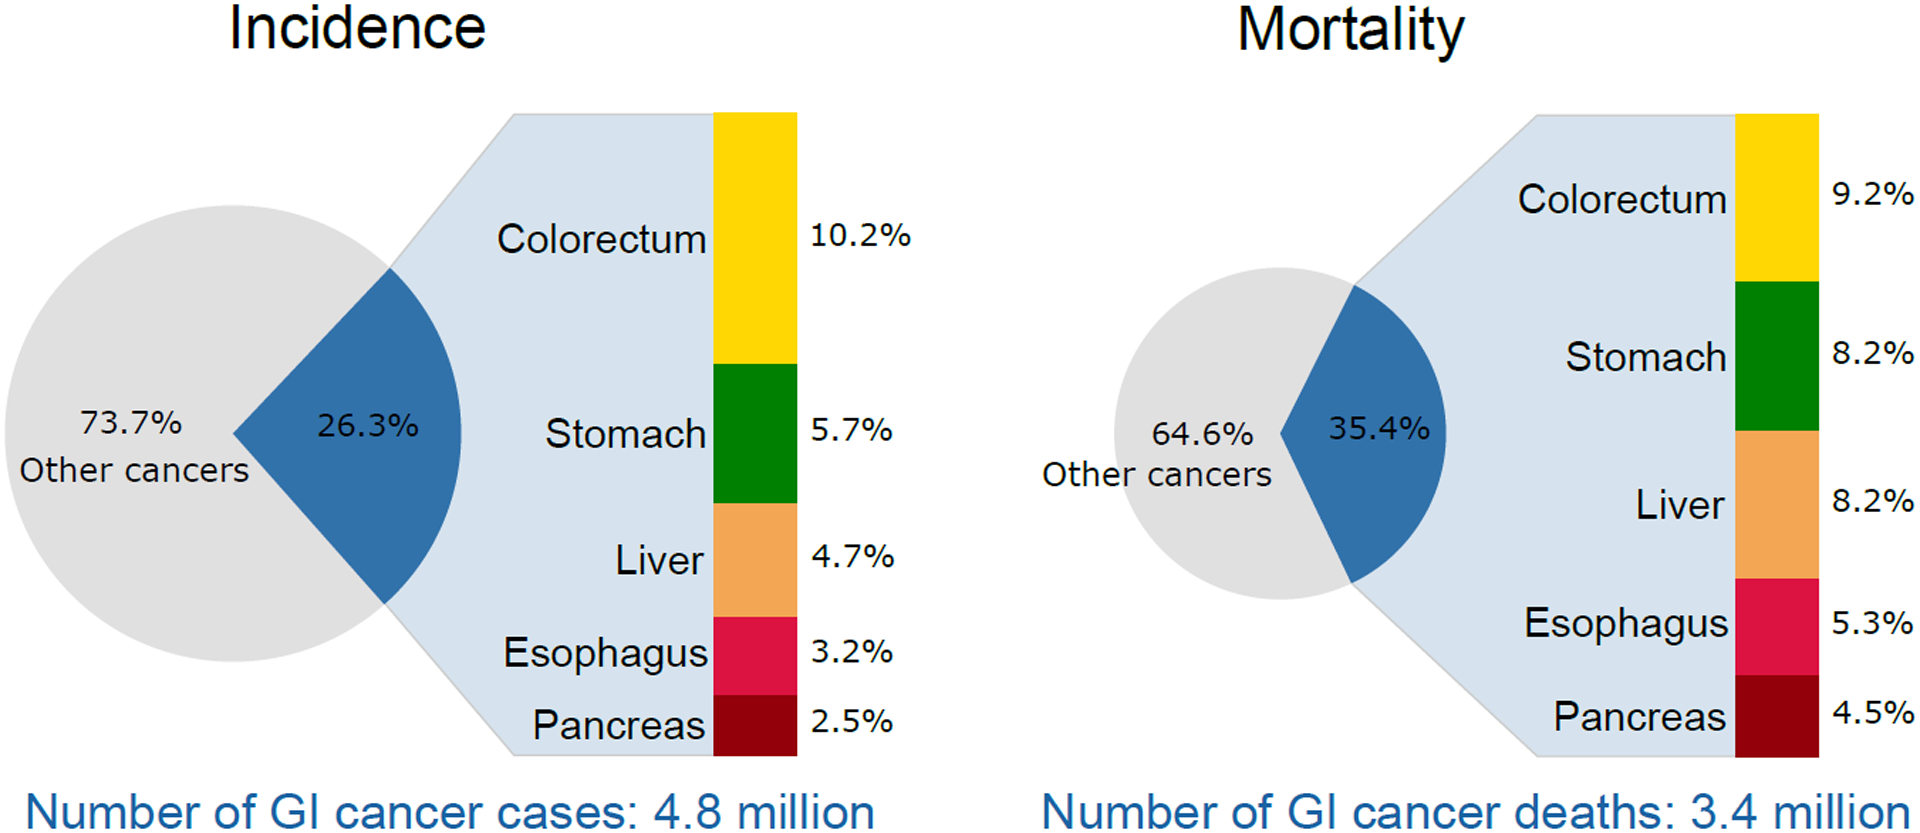 Incidence
73.7%
Other cancers
26.3%
Colorectum 10.2%
Stomach 5.7%
Liver 4.7%
Esophagus 3.2%
Pancreas 2.5%
Number of GI cancer cases: 4.8 million
Mortality
64.6%
Other cancers
35.4%
Colorectum 9.2%
Stomach 8.2%
Liver 8.2%
Esophagus 5.3%
Pancreas 4.5%
Number of GI cancer deaths: 3.4 million